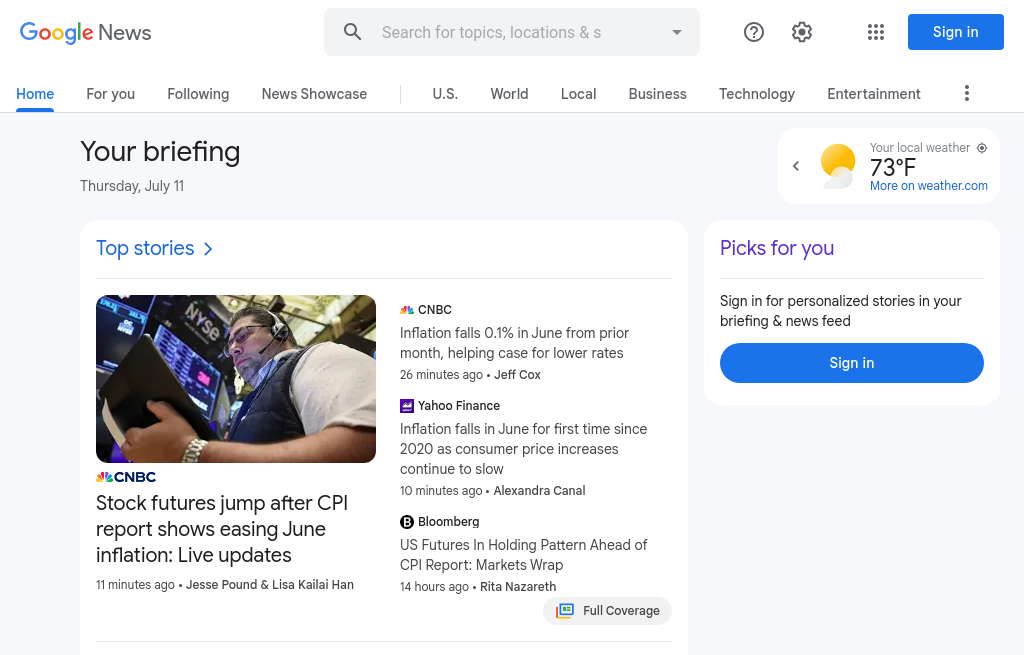 Google News
Search for topics, locations & s
Sign in
Home
For you
Following
News Showcase
U.S.
World
Local
Business
Technology
Entertainment
Your briefing
Thursday, July 11
Your local weather
73°F
More on weather.com
Top stories
NYSE
CNBC
Stock futures jump after CPI
report shows easing June
inflation: Live updates
11 minutes ago • Jesse Pound & Lisa Kailai Han
CNBC
Inflation falls 0.1% in June from prior
month, helping case for lower rates
26 minutes ago • Jeff Cox
Yahoo Finance
Inflation falls in June for first time since
2020 as consumer price increases
continue to slow
10 minutes ago • Alexandra Canal
Bloomberg
US Futures In Holding Pattern Ahead of
CPI Report: Markets Wrap
14 hours ago • Rita Nazareth
Full Coverage
Picks for you
Sign in for personalized stories in your
briefing & news feed
Sign in